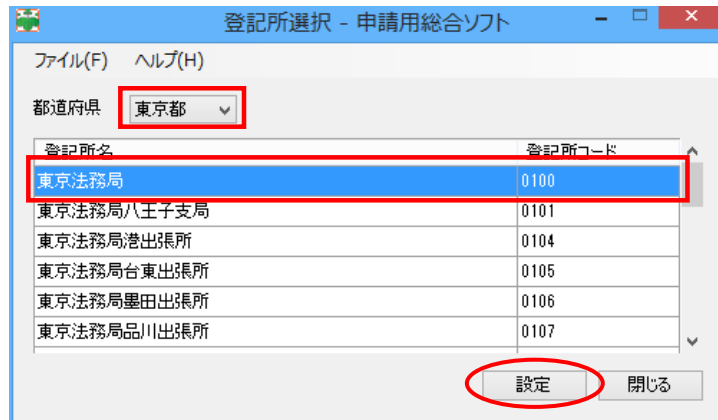 登記所選択 - 申請用総合ソフト
ファイル(F) ヘルプ(H)
都道府県 東京都
登記所名 登記所コード
東京法務局 0100
東京法務局八王子支局 0101
東京法務局港出張所 0104
東京法務局台東出張所 0105
東京法務局墨田出張所 0106
東京法務局品川出張所 0107
設定 閉じる